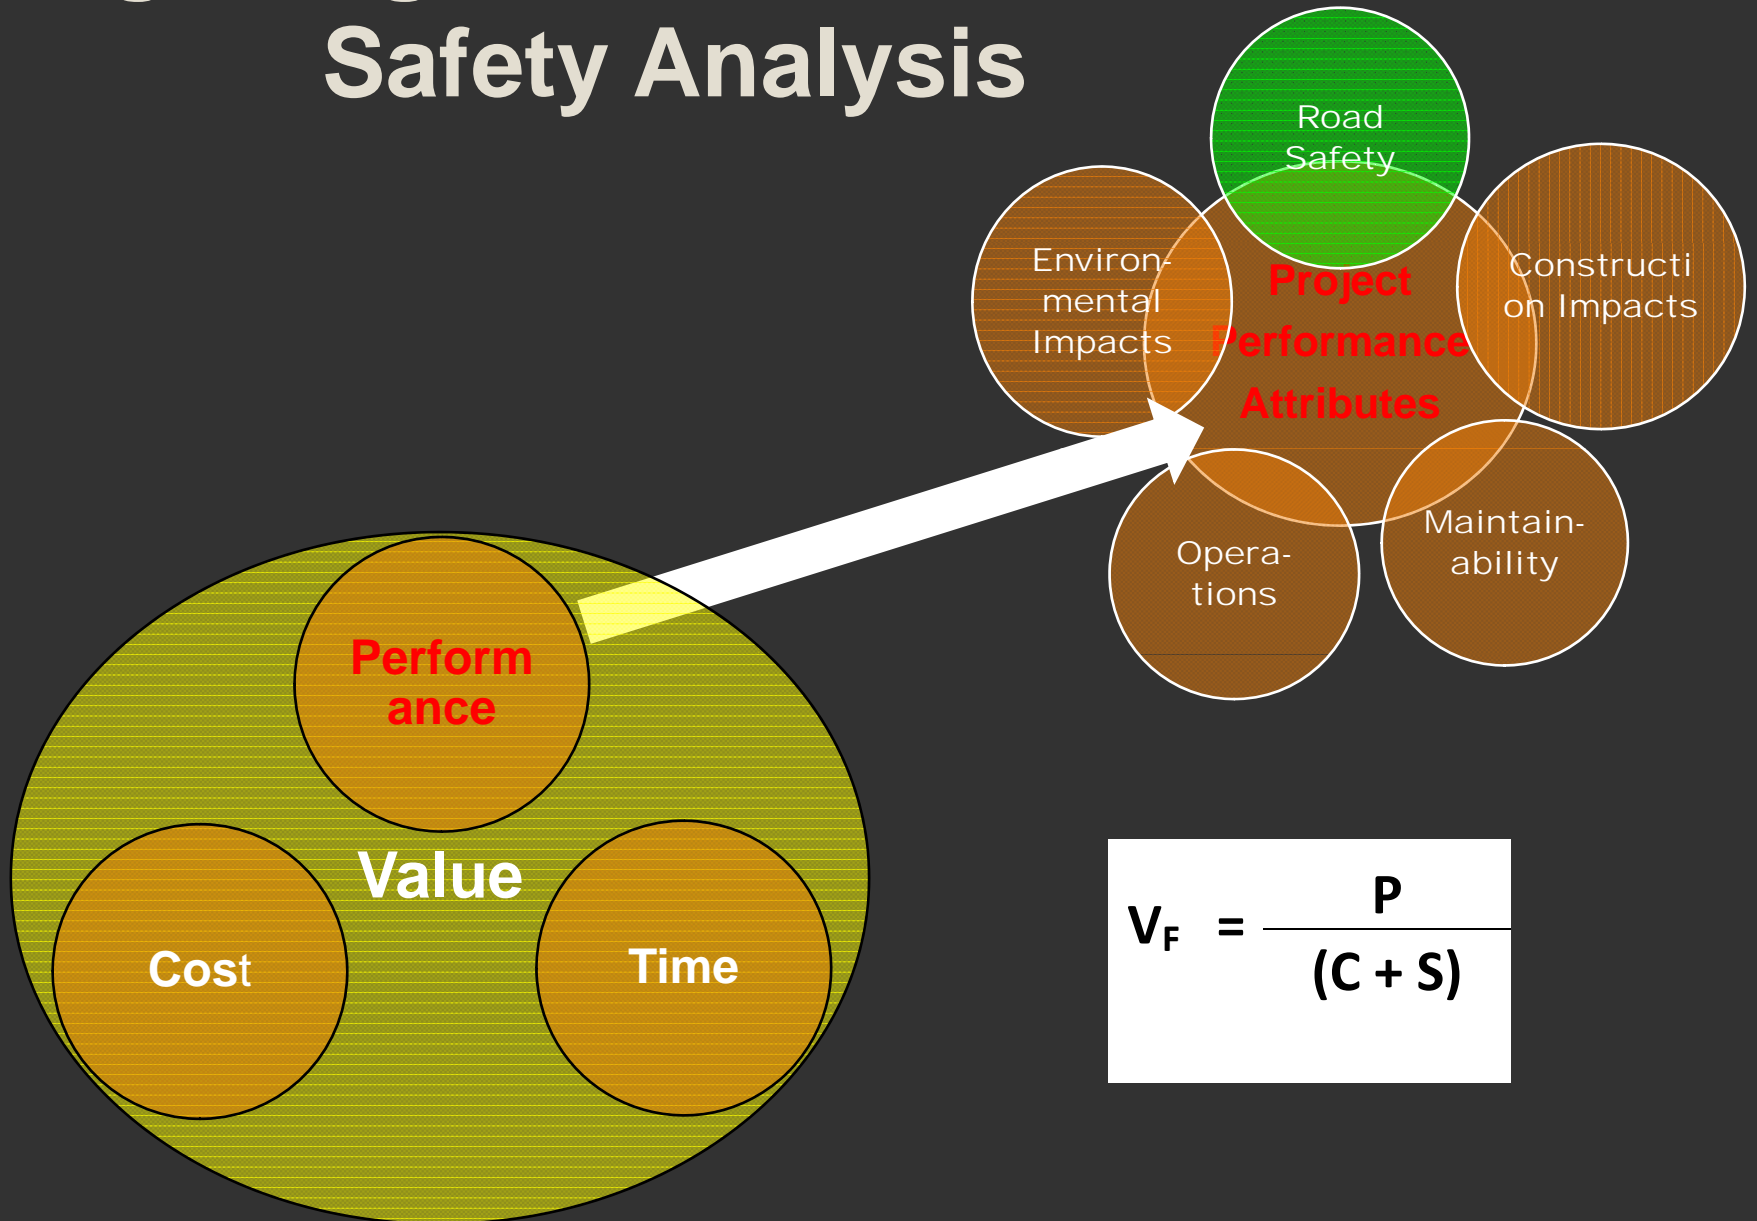 Safety Analysis
Road
Safety
Environ-
mental
Impacts
Project
Performance
Attributes
Constructi
on Impacts
Opera-
tions
Maintain-
ability
Perform
ance
Value
Cost
Time
V_F = P
(C + S)